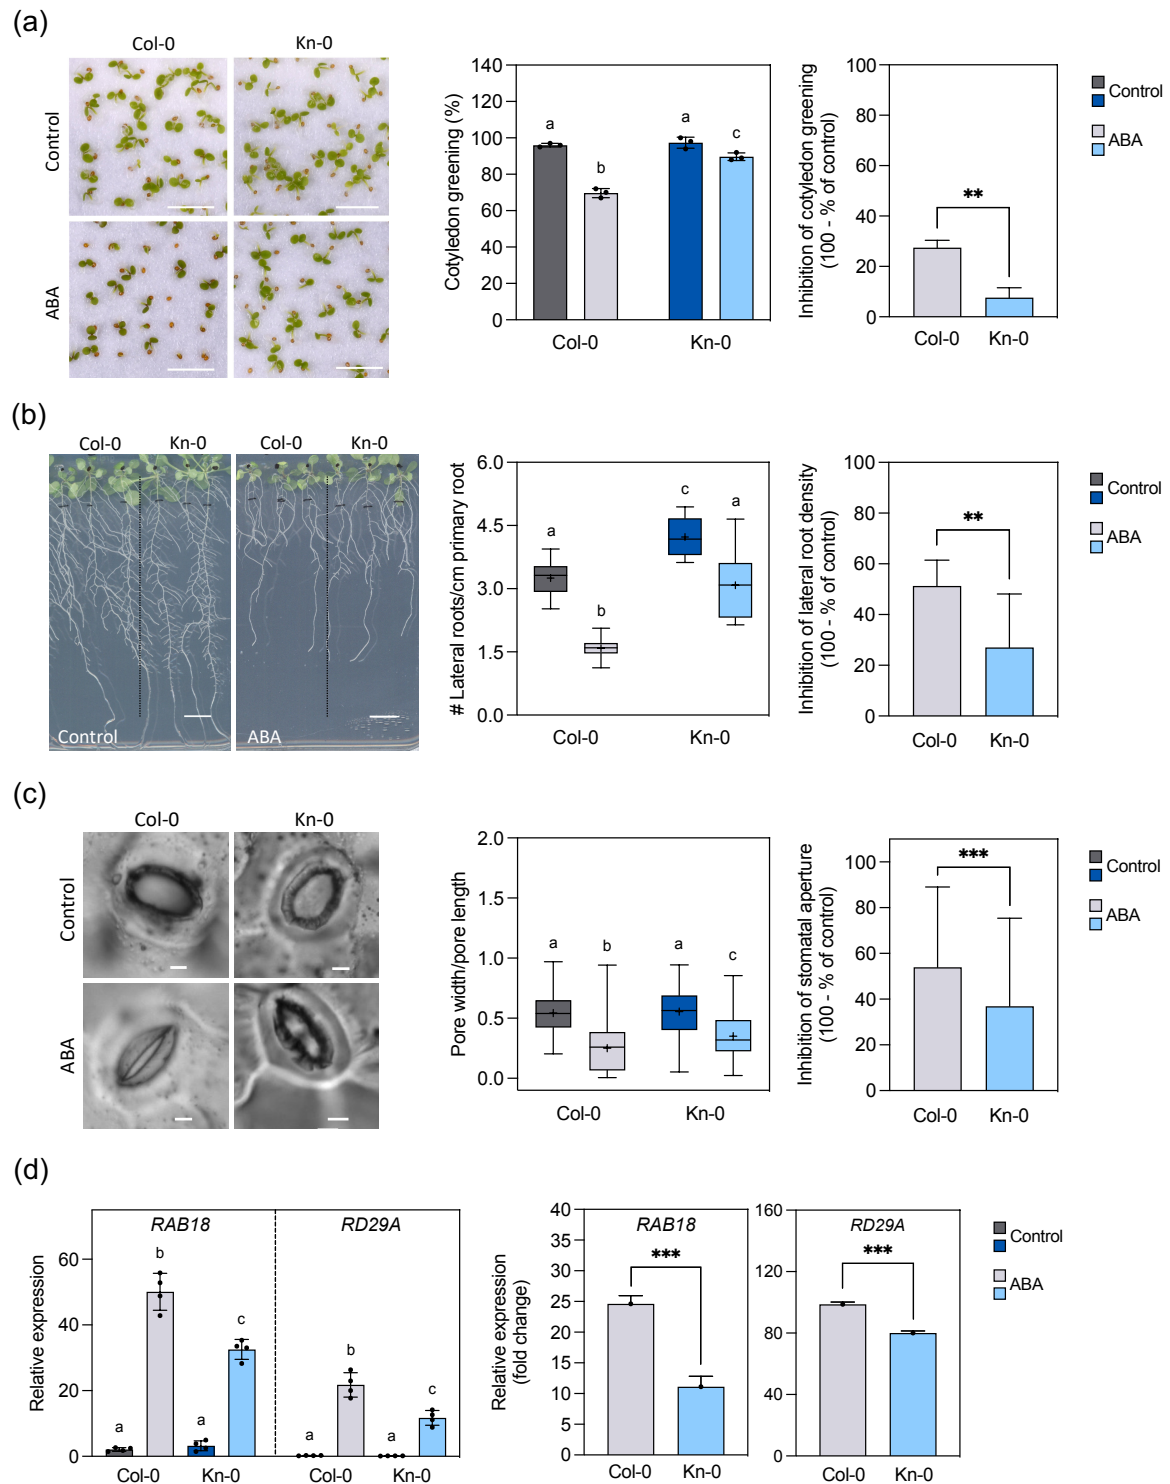 (a)
Col-0
Kn-0
Control
ABA
Cotyledon greening (%)
140
120
100
80
60
40
20
0
a
b
a
c
Col-0
Kn-0
Inhibition of cotyledon greening
(100 - % of control)
100
80
60
40
20
0
**
Col-0
Kn-0
Control
ABA
(b)
Col-0
Kn-0
Col-0
Kn-0
Control
ABA
# Lateral roots/cm primary root
6.0
4.5
3.0
1.5
0.0
a
b
c
a
Col-0
Kn-0
Inhibition of lateral root density
(100 - % of control)
100
80
60
40
20
0
**
Col-0
Kn-0
Control
ABA
(c)
Col-0
Kn-0
Control
ABA
Pore width/pore length
2.0
1.5
1.0
0.5
0.0
a
b
a
c
Col-0
Kn-0
Inhibition of stomatal aperture
(100 - % of control)
100
80
60
40
20
0
***
Col-0
Kn-0
Control
ABA
(d)
Relative expression
60
40
20
0
RAB18
RD29A
a
b
a
c
a
b
a
c
Col-0
Kn-0
Col-0
Kn-0
Relative expression
(fold change)
40
35
30
25
20
15
10
5
0
RAB18
***
Col-0
Kn-0
160
120
80
40
0
RD29A
***
Col-0
Kn-0
Control
ABA